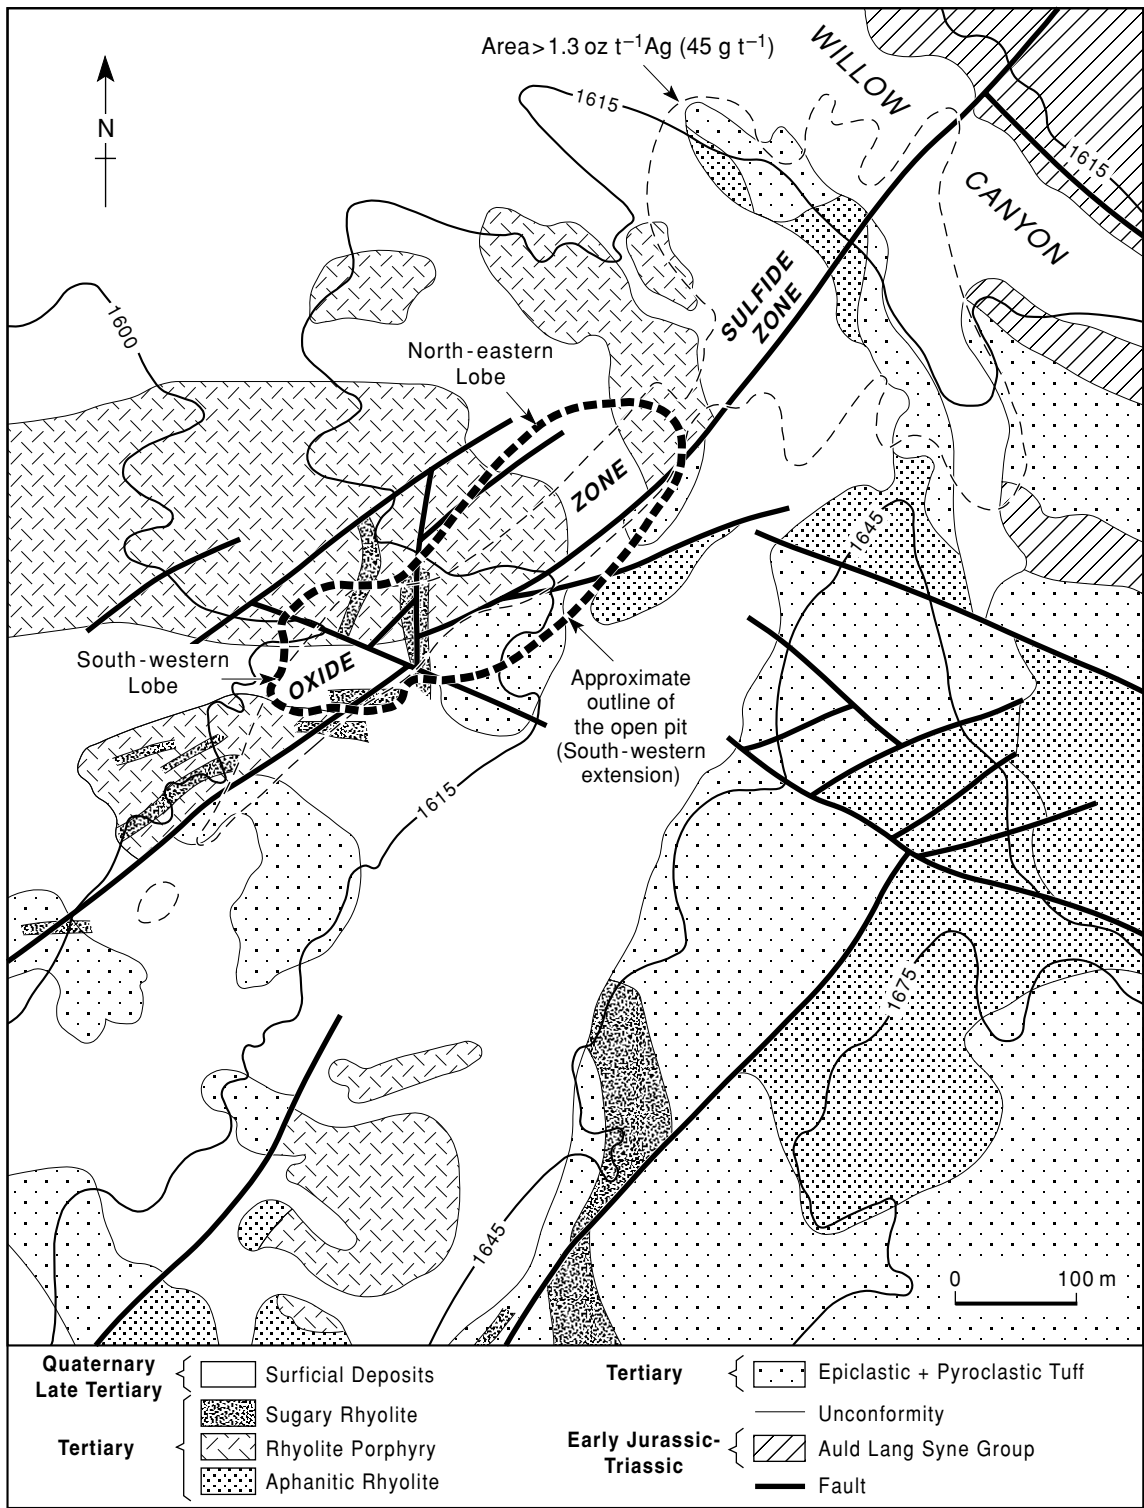 Area>1.3 oz t⁻¹Ag (45 g t⁻¹)
WILLOW
CANYON
N
1615
1615
SULFIDE
ZONE
1600
North-eastern
Lobe
ZONE
1645
South-western
Lobe
OXIDE
Approximate
outline of
the open pit
(South-western
extension)
1615
1675
1645
0 100 m
Quaternary
Late Tertiary
Surficial Deposits
Tertiary
Sugary Rhyolite
Rhyolite Porphyry
Aphanitic Rhyolite
Tertiary
Epiclastic + Pyroclastic Tuff
Unconformity
Early Jurassic-
Triassic
Auld Lang Syne Group
Fault